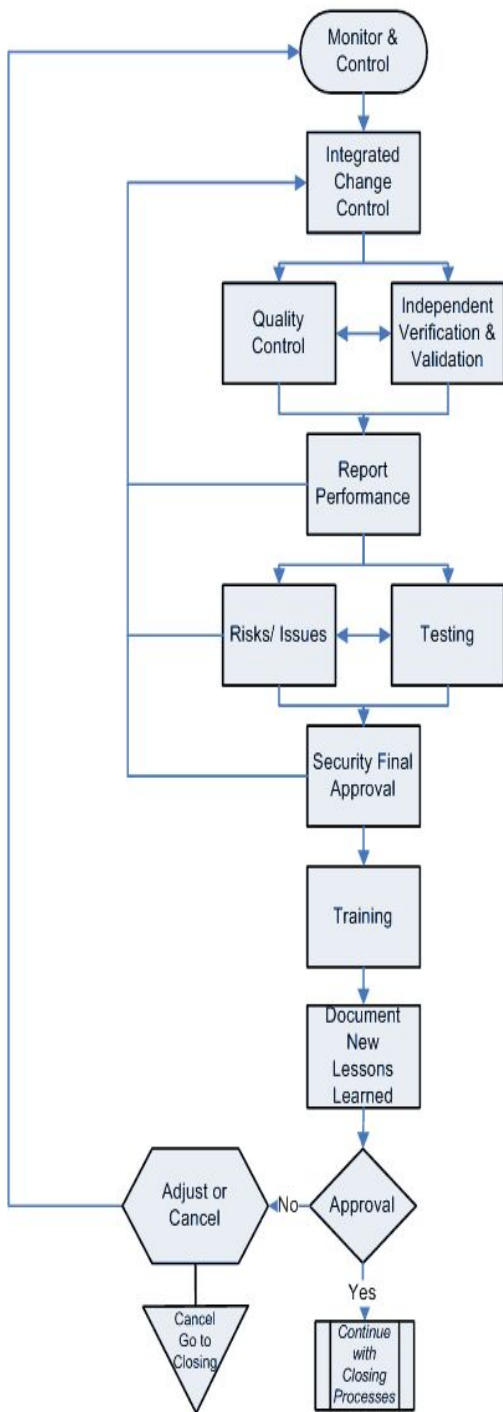 Monitor &
Control
Integrated
Change
Control
Quality
Control
Independent
Verification &
Validation
Report
Performance
Risks/ Issues
Testing
Security Final
Approval
Training
Document
New
Lessons
Learned
Adjust or
Cancel
No
Approval
Yes
Cancel
Go to
Closing
Continue
with
Closing
Processes